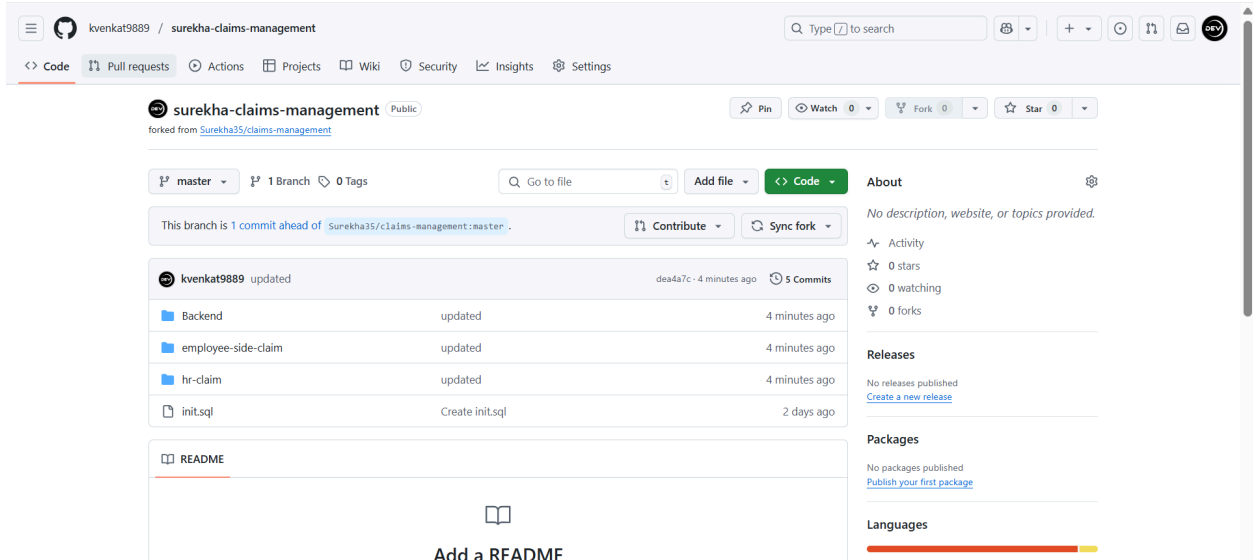 kvenkat9889 / surekha-claims-management
Type / to search
Code Pull requests Actions Projects Wiki Security Insights Settings
surekha-claims-management Public
Pin Watch 0 Fork 0 Star 0
forked from Surekha35/claims-management
master 1 Branch 0 Tags Go to file t Add file Code
This branch is 1 commit ahead of Surekha35/claims-management:master .
Contribute Sync fork
kvenkat9889 updated dea4a7c · 4 minutes ago 5 Commits
Backend updated 4 minutes ago
employee-side-claim updated 4 minutes ago
hr-claim updated 4 minutes ago
init.sql Create init.sql 2 days ago
README
Add a README
About
No description, website, or topics provided.
Activity
0 stars
0 watching
0 forks
Releases
No releases published
Create a new release
Packages
No packages published
Publish your first package
Languages